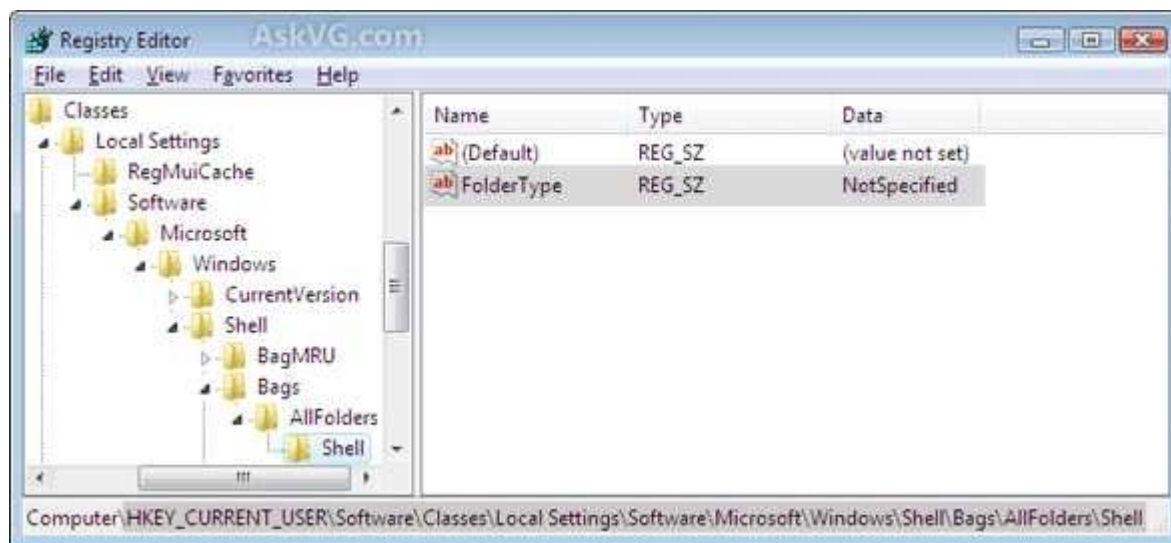 Registry Editor AskVG.com
File Edit View Favorites Help
Classes
Local Settings
RegMuiCache
Software
Microsoft
Windows
CurrentVersion
Shell
BagMRU
Bags
AllFolders
Shell
Name Type Data
ab (Default) REG_SZ (value not set)
ab FolderType REG_SZ NotSpecified
Computer\HKEY_CURRENT_USER\Software\Classes\Local Settings\Software\Microsoft\Windows\Shell\Bags\AllFolders\Shell